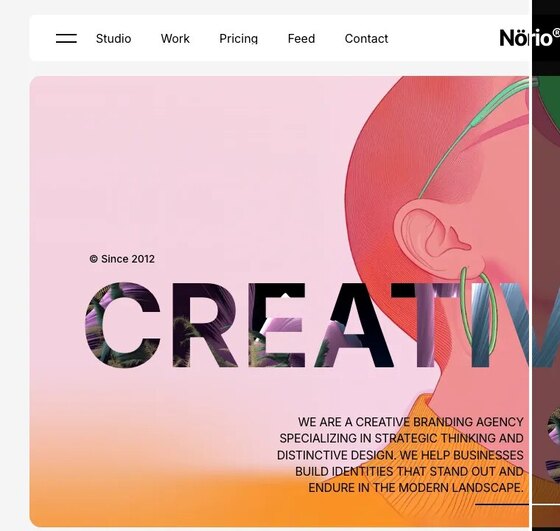 Studio Work Pricing Feed Contact Nörio®
© Since 2012
CREATIV
WE ARE A CREATIVE BRANDING AGENCY
SPECIALIZING IN STRATEGIC THINKING AND
DISTINCTIVE DESIGN. WE HELP BUSINESSES
BUILD IDENTITIES THAT STAND OUT AND
ENDURE IN THE MODERN LANDSCAPE.